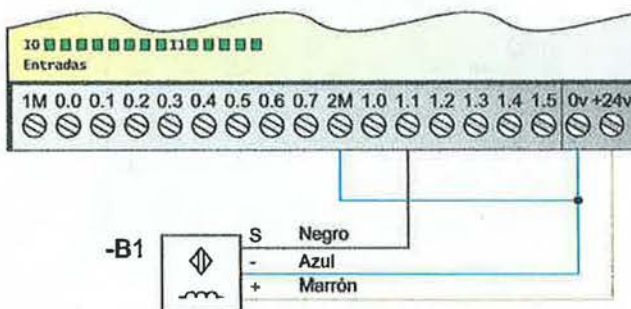 I0 I1
Entradas
1M 0.0 0.1 0.2 0.3 0.4 0.5 0.6 0.7 2M 1.0 1.1 1.2 1.3 1.4 1.5 0v +24v
-B1
S Negro
- Azul
+ Marrón